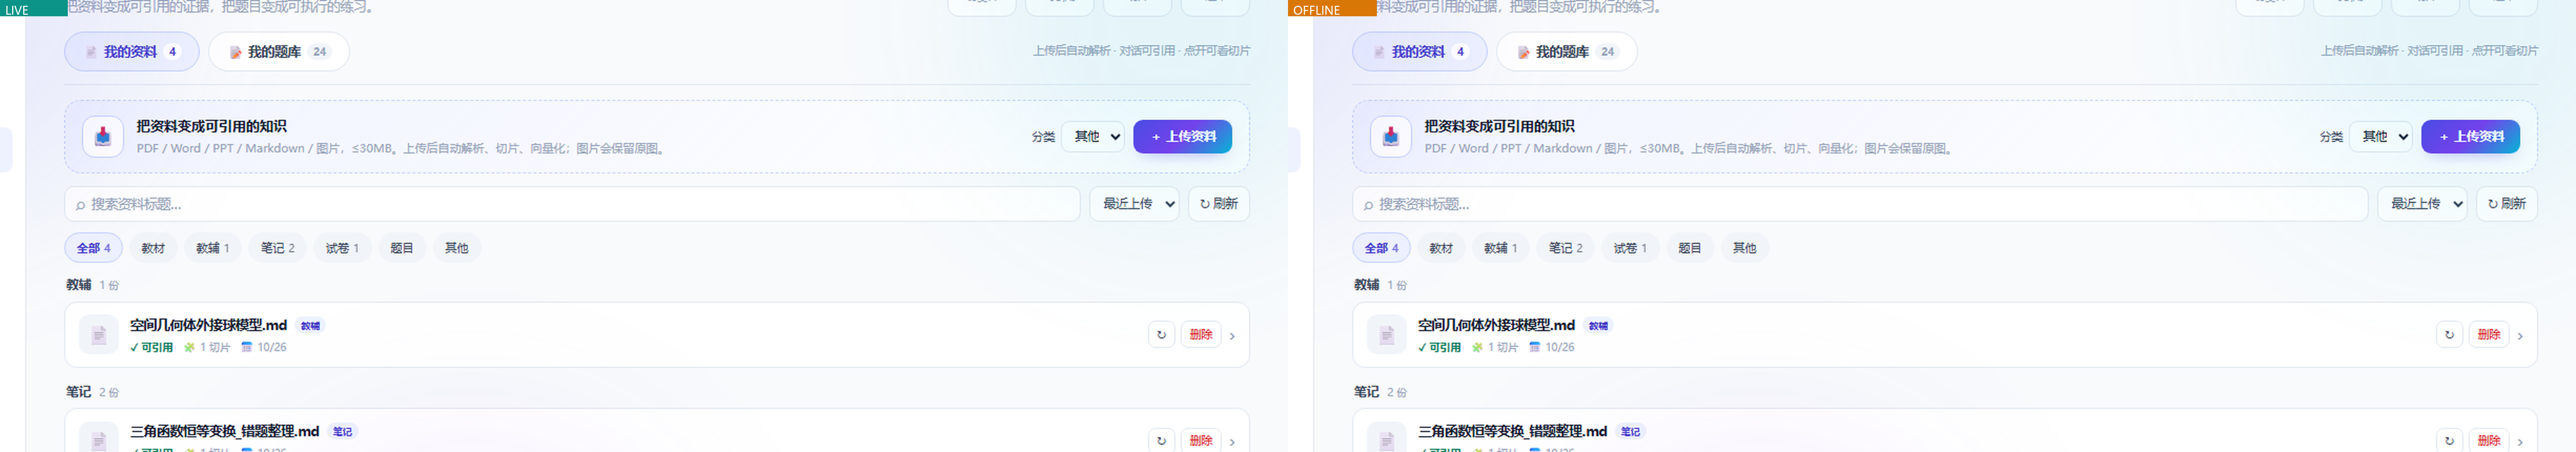 LIVE
把资料变成可引用的证据，把题目变成可执行的练习。
我的资料 4
我的题库 24
上传后自动解析 · 对话可引用 · 点开可看切片
把资料变成可引用的知识
PDF / Word / PPT / Markdown / 图片，≤30MB。上传后自动解析、切片、向量化；图片会保留原图。
分类 其他 + 上传资料
搜索资料标题...
最近上传 ↻ 刷新
全部 4 教材 教辅 1 笔记 2 试卷 1 题目 其他
教辅 1 份
空间几何体外接球模型.md 教辅
✓ 可引用 1 切片 10/26
↻ 删除 ›
笔记 2 份
三角函数恒等变换_错题整理.md 笔记
↻ 删除 ›
OFFLINE
料变成可引用的证据，把题目变成可执行的练习。
我的资料 4
我的题库 24
上传后自动解析 · 对话可引用 · 点开可看切片
把资料变成可引用的知识
PDF / Word / PPT / Markdown / 图片，≤30MB。上传后自动解析、切片、向量化；图片会保留原图。
分类 其他 + 上传资料
搜索资料标题...
最近上传 ↻ 刷新
全部 4 教材 教辅 1 笔记 2 试卷 1 题目 其他
教辅 1 份
空间几何体外接球模型.md 教辅
✓ 可引用 1 切片 10/26
↻ 删除 ›
笔记 2 份
三角函数恒等变换_错题整理.md 笔记
↻ 删除 ›